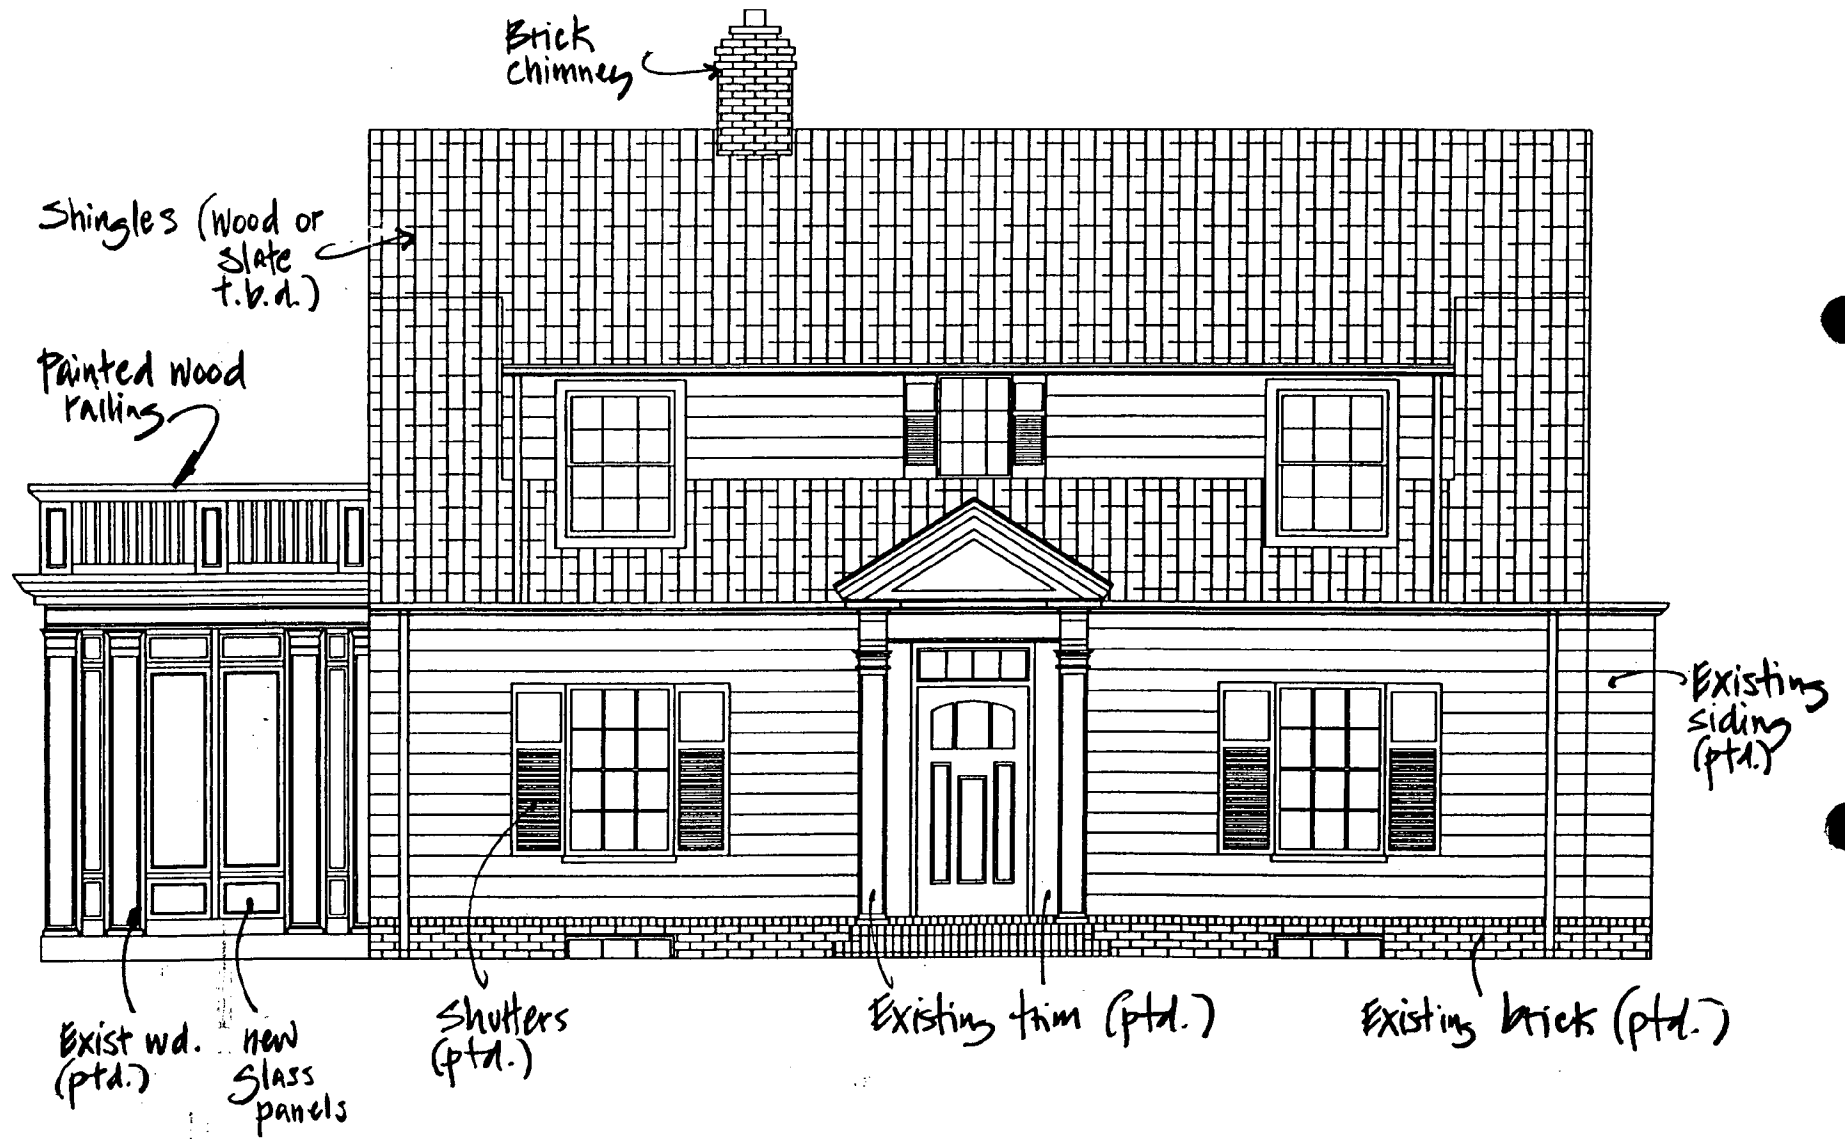 Brick
chimney
Shingles (wood or
slate
t.b.d.)
Painted wood
railing
Existing
siding
(ptd.)
Exist wd.
(ptd.)
new
glass
panels
Shutters
(ptd.)
Existing trim (ptd.)
Existing brick (ptd.)